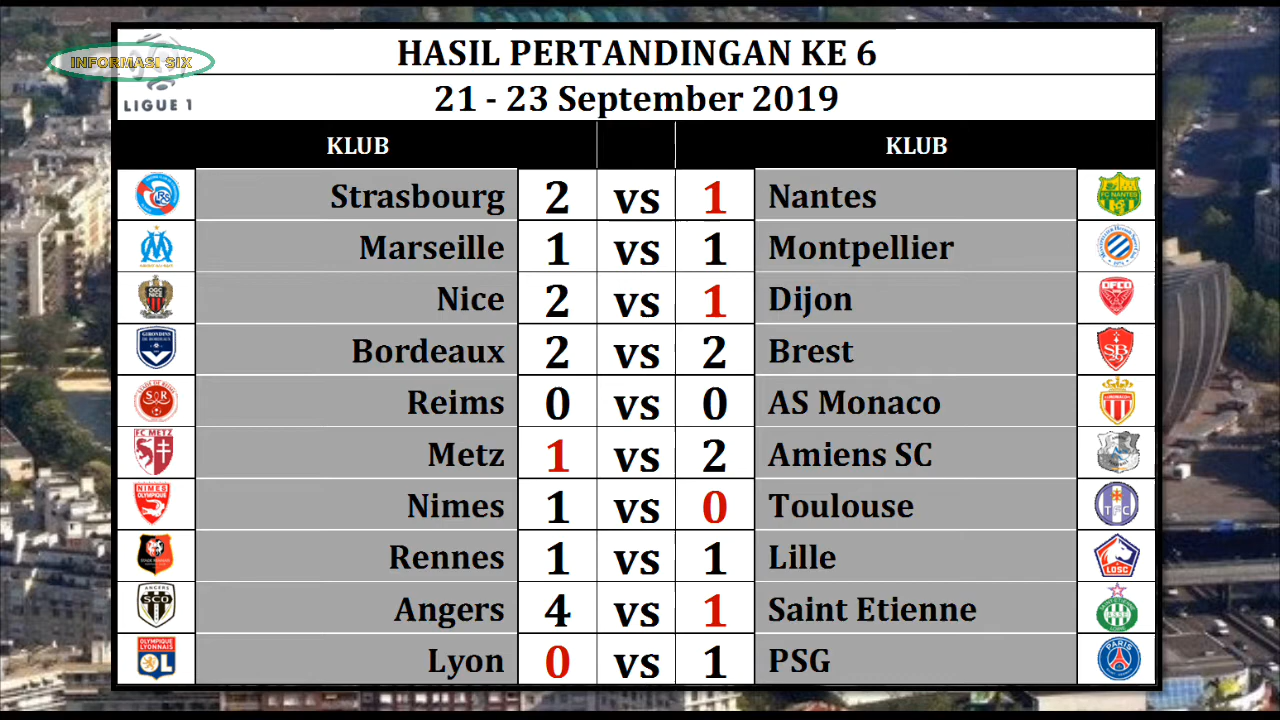 INFORMASI SIX
LIGUE 1
HASIL PERTANDINGAN KE 6
21 - 23 September 2019
KLUB KLUB
Strasbourg 2 vs 1 Nantes
Marseille 1 vs 1 Montpellier
Nice 2 vs 1 Dijon
Bordeaux 2 vs 2 Brest
Reims 0 vs 0 AS Monaco
Metz 1 vs 2 Amiens SC
Nimes 1 vs 0 Toulouse
Rennes 1 vs 1 Lille
Angers 4 vs 1 Saint Etienne
Lyon 0 vs 1 PSG